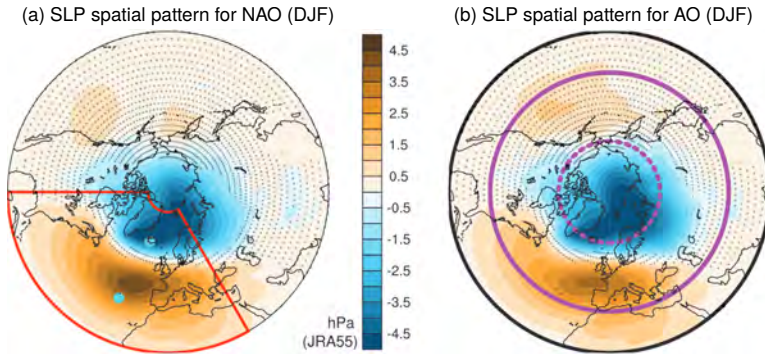 (a) SLP spatial pattern for NAO (DJF)
(b) SLP spatial pattern for AO (DJF)
4.5
3.5
2.5
1.5
0.5
-0.5
-1.5
-2.5
-3.5
-4.5
hPa
(JRA55)